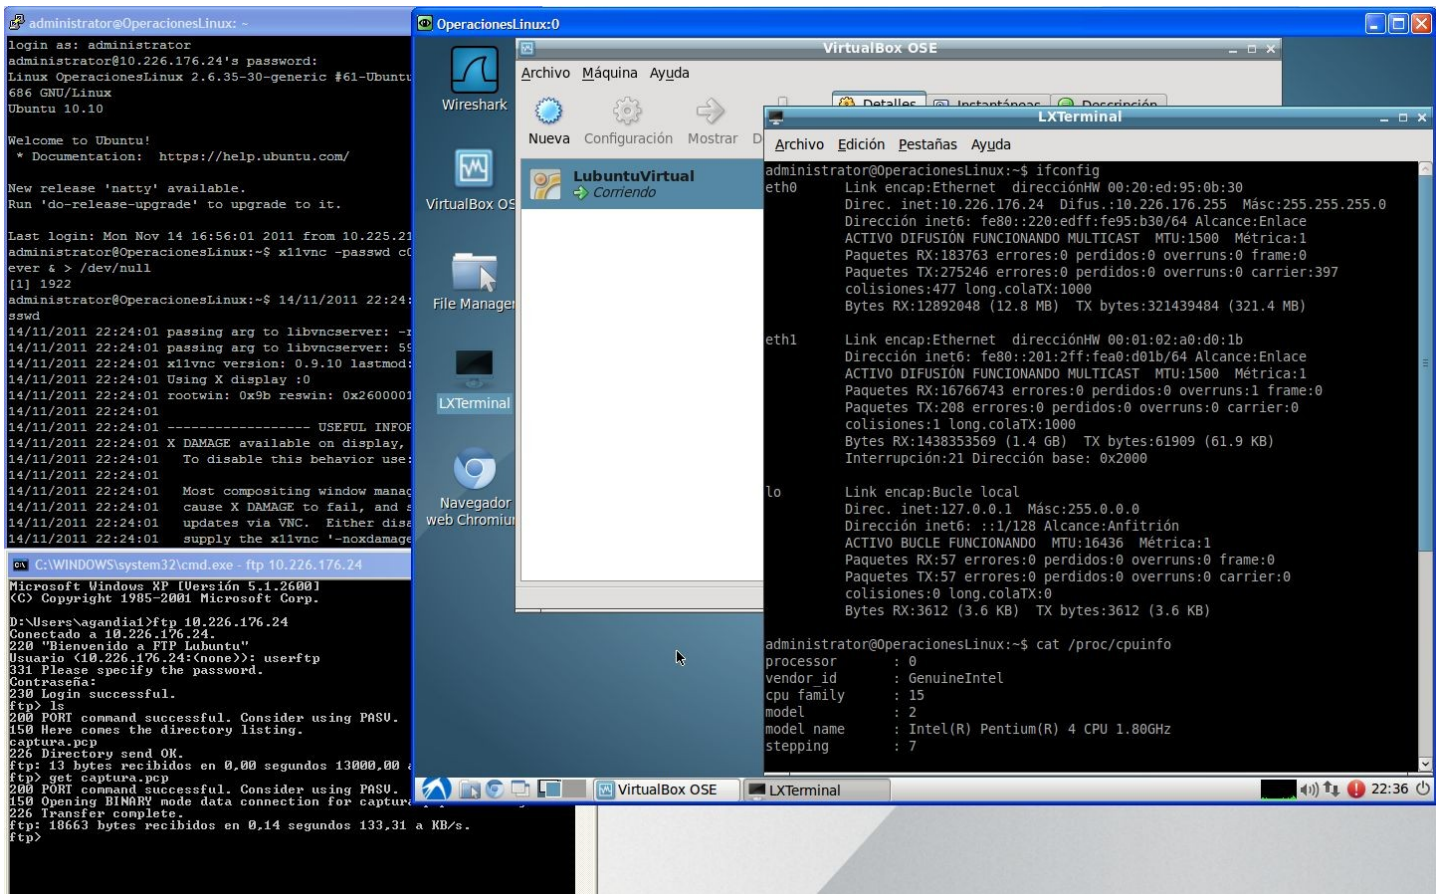 administrator@OperacionesLinux: ~
login as: administrator
administrator@10.226.176.24's password:
Linux OperacionesLinux 2.6.35-30-generic #61-Ubuntu
686 GNU/Linux
Ubuntu 10.10
Welcome to Ubuntu!
* Documentation:  https://help.ubuntu.com/
New release 'natty' available.
Run 'do-release-upgrade' to upgrade to it.
Last login: Mon Nov 14 16:56:01 2011 from 10.225.21
administrator@OperacionesLinux:~$ x11vnc -passwd
ever & > /dev/null
[1] 1922
administrator@OperacionesLinux:~$ 14/11/2011 22:24:
sswd
14/11/2011 22:24:01 passing arg to libvncserver:
14/11/2011 22:24:01 passing arg to libvncserver: 59
14/11/2011 22:24:01 x11vnc version: 0.9.10 lastmod:
14/11/2011 22:24:01 Using X display :0
14/11/2011 22:24:01 rootwin: 0x9b reswin: 0x2600001
14/11/2011 22:24:01
14/11/2011 22:24:01 ------------------ USEFUL INFOR
14/11/2011 22:24:01 X DAMAGE available on display,
14/11/2011 22:24:01   To disable this behavior use:
14/11/2011 22:24:01
14/11/2011 22:24:01   Most compositing window manag
14/11/2011 22:24:01   cause X DAMAGE to fail, and s
14/11/2011 22:24:01   updates via VNC.  Either disa
14/11/2011 22:24:01   supply the x11vnc '-noxdamage
C:\WINDOWS\system32\cmd.exe - ftp 10.226.176.24
Microsoft Windows XP [Versión 5.1.2600]
(C) Copyright 1985-2001 Microsoft Corp.
D:\Users\agandia1>ftp 10.226.176.24
Conectado a 10.226.176.24.
220 "Bienvenido a FTP Lubuntu"
Usuario (10.226.176.24:(none)): userftp
331 Please specify the password.
Contraseña:
230 Login successful.
ftp> ls
200 PORT command successful. Consider using PASV.
150 Here comes the directory listing.
captura.pcp
226 Directory send OK.
ftp: 13 bytes recibidos en 0,00 segundos 13000,00 a
ftp> get captura.pcp
200 PORT command successful. Consider using PASV.
150 Opening BINARY mode data connection for captur
226 Transfer complete.
ftp: 18663 bytes recibidos en 0,14 segundos 133,31 a KB/s.
ftp>
OperacionesLinux:0
Wireshark
VirtualBox OS
File Manager
LXTerminal
Navegador
web Chromiu
VirtualBox OSE
Archivo Máquina Ayuda
Nueva Configuración Mostrar D
Detalles Instantáneas Descripción
LubuntuVirtual
Corriendo
LXTerminal
Archivo Edición Pestañas Ayuda
administrator@OperacionesLinux:~$ ifconfig
eth0      Link encap:Ethernet  direcciónHW 00:20:ed:95:0b:30
Direc. inet:10.226.176.24  Difus.:10.226.176.255  Másc:255.255.255.0
Dirección inet6: fe80::220:edff:fe95:b30/64 Alcance:Enlace
ACTIVO DIFUSIÓN FUNCIONANDO MULTICAST  MTU:1500  Métrica:1
Paquetes RX:183763 errores:0 perdidos:0 overruns:0 frame:0
Paquetes TX:275246 errores:0 perdidos:0 overruns:0 carrier:397
colisiones:477 long.colaTX:1000
Bytes RX:12892048 (12.8 MB)  TX bytes:321439484 (321.4 MB)
eth1      Link encap:Ethernet  direcciónHW 00:01:02:a0:d0:1b
Dirección inet6: fe80::201:2ff:fea0:d01b/64 Alcance:Enlace
ACTIVO DIFUSIÓN FUNCIONANDO MULTICAST  MTU:1500  Métrica:1
Paquetes RX:16766743 errores:0 perdidos:0 overruns:1 frame:0
Paquetes TX:208 errores:0 perdidos:0 overruns:0 carrier:0
colisiones:1 long.colaTX:1000
Bytes RX:1438353569 (1.4 GB)  TX bytes:61909 (61.9 KB)
Interrupción:21 Dirección base: 0x2000
lo        Link encap:Bucle local
Direc. inet:127.0.0.1  Másc:255.0.0.0
Dirección inet6: ::1/128 Alcance:Anfitrión
ACTIVO BUCLE FUNCIONANDO  MTU:16436  Métrica:1
Paquetes RX:57 errores:0 perdidos:0 overruns:0 frame:0
Paquetes TX:57 errores:0 perdidos:0 overruns:0 carrier:0
colisiones:0 long.colaTX:0
Bytes RX:3612 (3.6 KB)  TX bytes:3612 (3.6 KB)
administrator@OperacionesLinux:~$ cat /proc/cpuinfo
processor       : 0
vendor_id       : GenuineIntel
cpu family      : 15
model           : 2
model name      : Intel(R) Pentium(R) 4 CPU 1.80GHz
stepping        : 7
VirtualBox OSE
LXTerminal
22:36